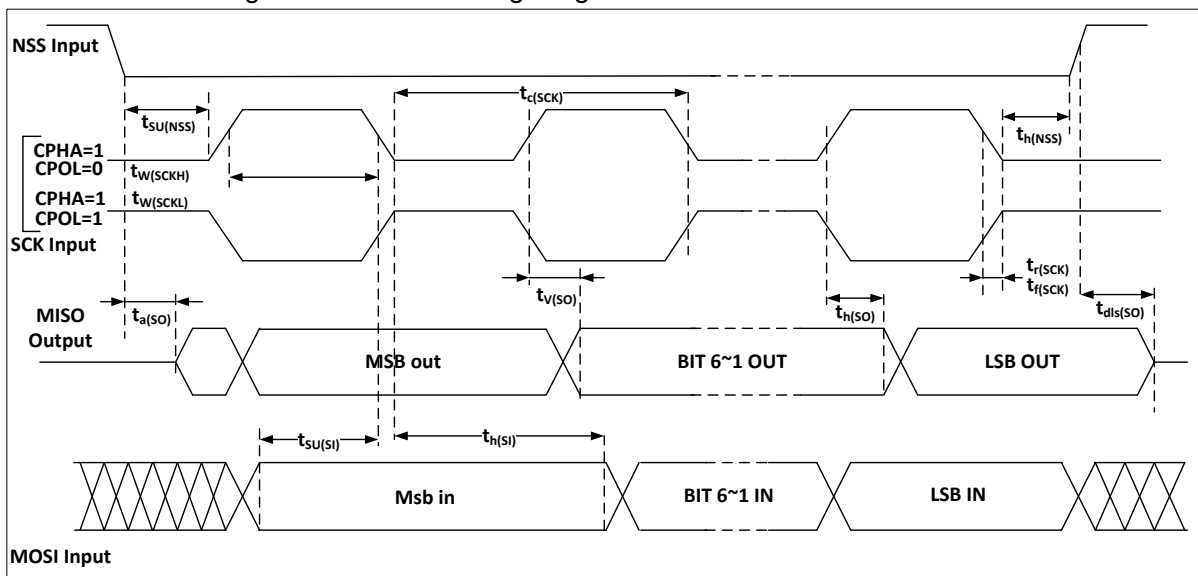 NSS Input
tc(SCK)
tSU(NSS)
th(NSS)
CPHA=1
CPOL=0
tW(SCKH)
CPHA=1
tW(SCKL)
CPOL=1
SCK Input
tr(SCK)
tf(SCK)
tV(SO)
ta(SO)
th(SO)
tdls(SO)
MISO
Output
MSB out
BIT 6~1 OUT
LSB OUT
tSU(SI)
th(SI)
Msb in
BIT 6~1 IN
LSB IN
MOSI Input